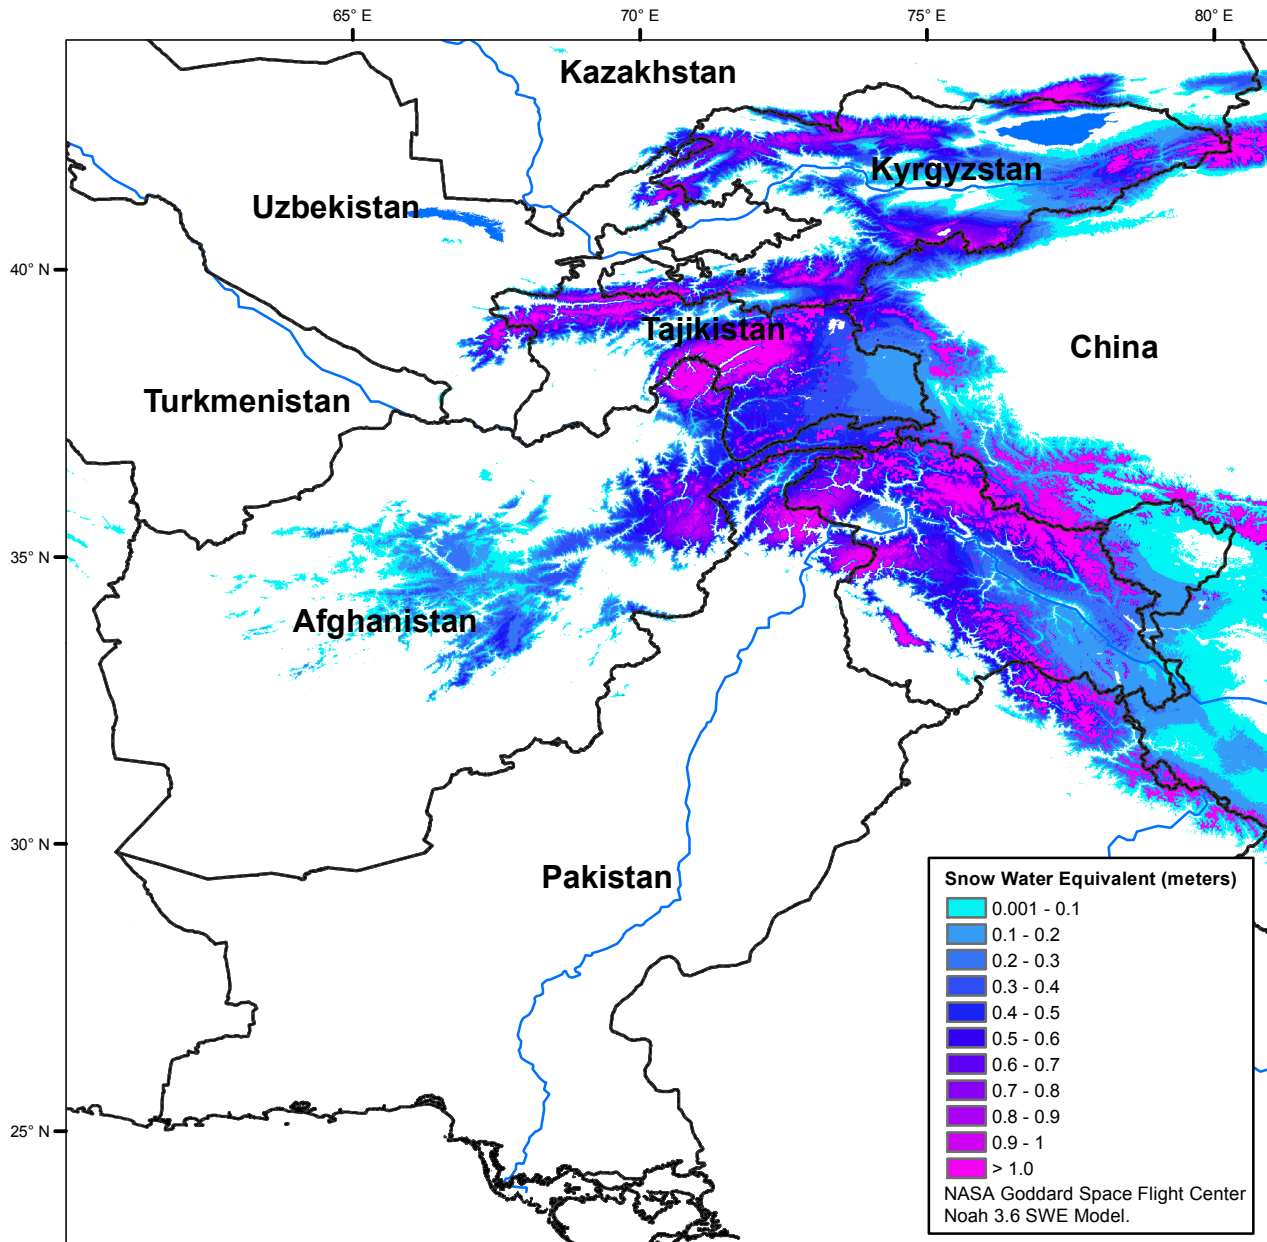 65° E
70° E
75° E
80° E
Kazakhstan
Kyrgyzstan
Uzbekistan
40° N
Tajikistan
China
Turkmenistan
35° N
Afghanistan
30° N
Pakistan
25° N
Snow Water Equivalent (meters)
0.001 - 0.1
0.1 - 0.2
0.2 - 0.3
0.3 - 0.4
0.4 - 0.5
0.5 - 0.6
0.6 - 0.7
0.7 - 0.8
0.8 - 0.9
0.9 - 1
> 1.0
NASA Goddard Space Flight Center
Noah 3.6 SWE Model.